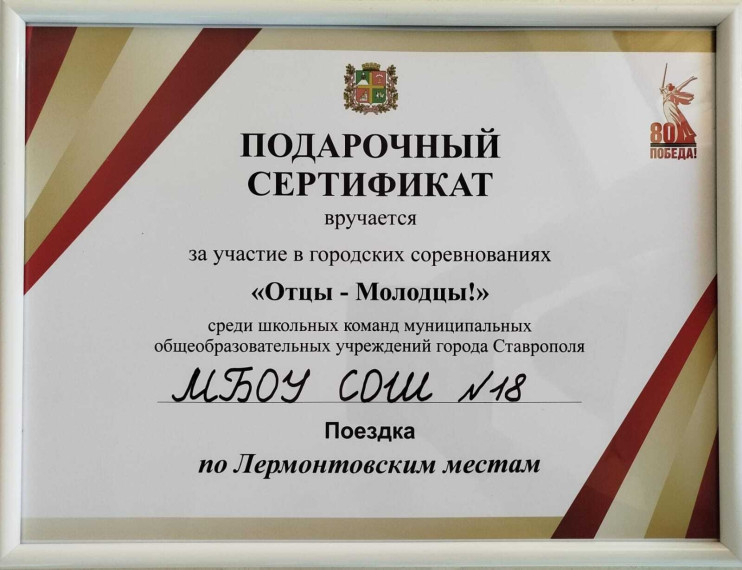 80
ПОБЕДА!
ПОДАРОЧНЫЙ
СЕРТИФИКАТ
вручается
за участие в городских соревнованиях
«Отцы - Молодцы!»
среди школьных команд муниципальных
общеобразовательных учреждений города Ставрополя
МБОУ СОШ №18
Поездка
по Лермонтовским местам